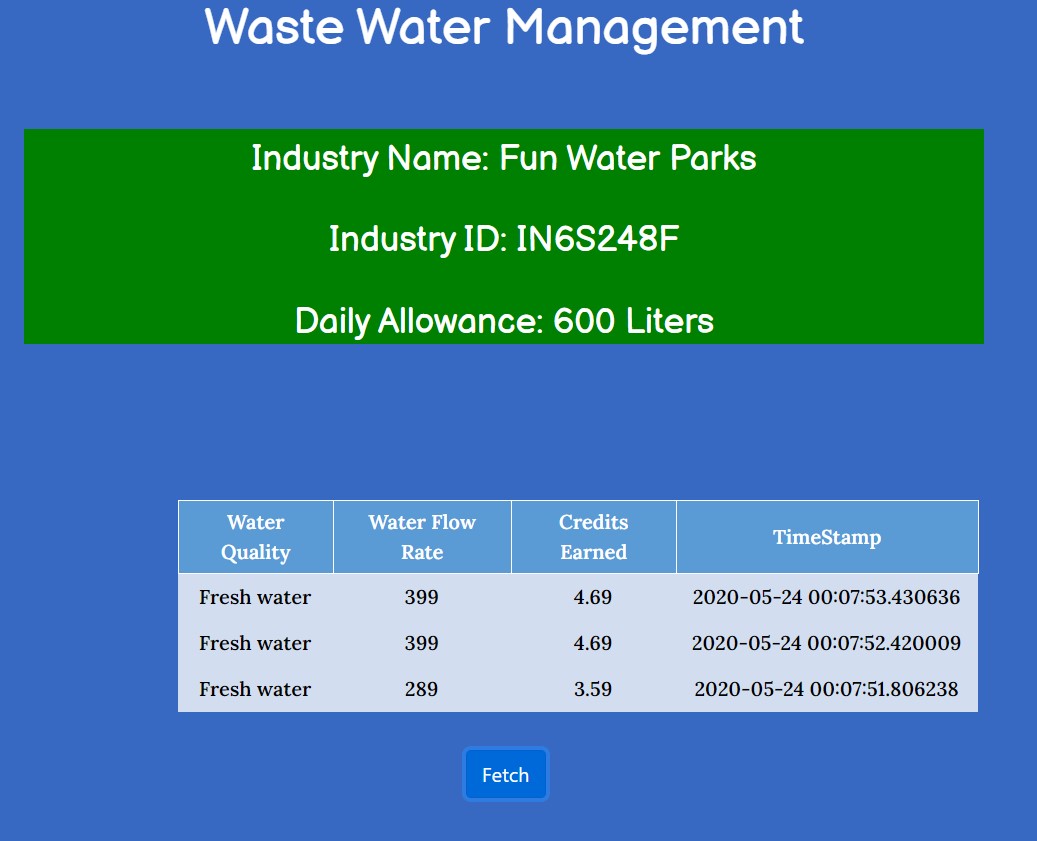 Waste Water Management
Industry Name: Fun Water Parks
Industry ID: IN6S248F
Daily Allowance: 600 Liters
Water Quality Water Flow Rate Credits Earned TimeStamp
Fresh water 399 4.69 2020-05-24 00:07:53.430636
Fresh water 399 4.69 2020-05-24 00:07:52.420009
Fresh water 289 3.59 2020-05-24 00:07:51.806238
Fetch